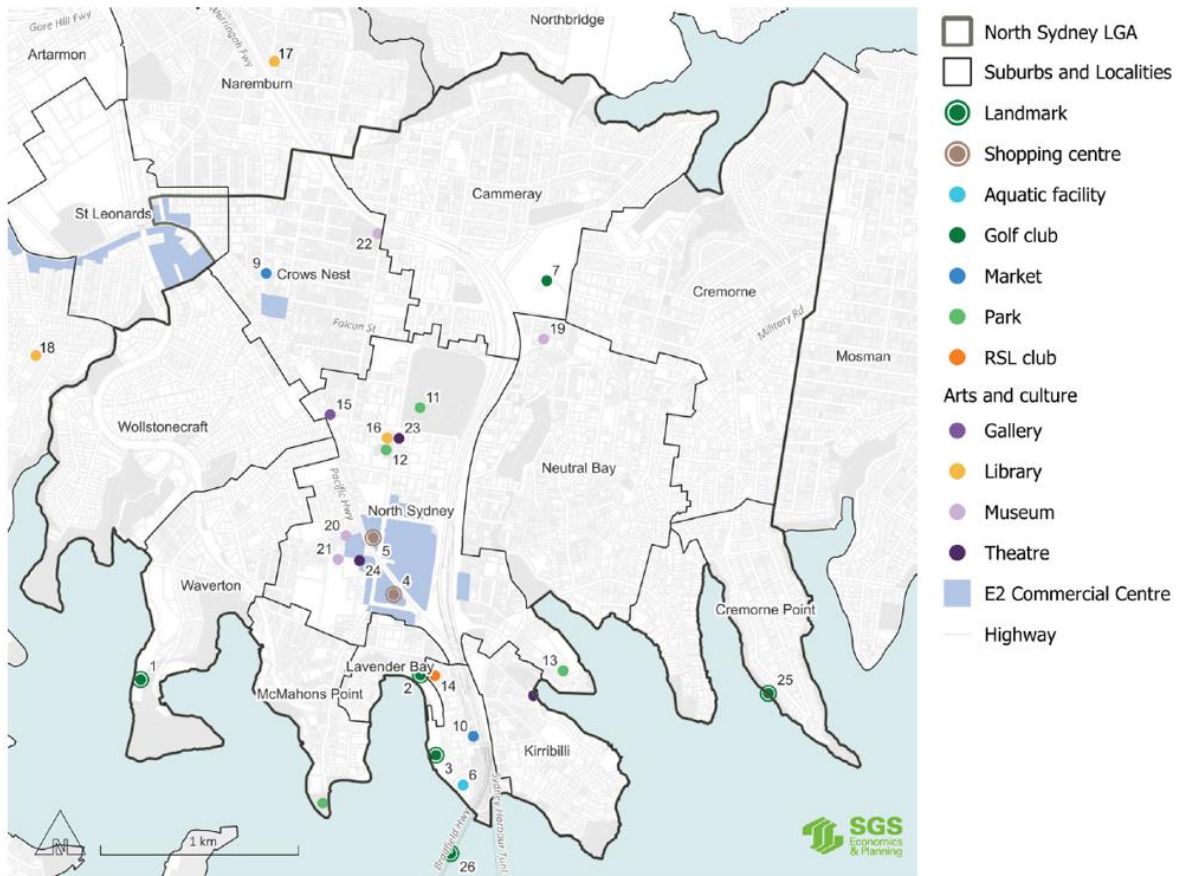 Gore Hill Fwy
Warringah Fwy
Northbridge
Artarmon
17
Naremburn
Cammeray
St Leonards
22
9
Crows Nest
7
Cremorne
Falcon St
19
Military Rd
18
Mosman
11
15
Wollstonecraft
16
23
12
Neutral Bay
Pacific Hwy
North Sydney
20
5
21
24
4
Waverton
Cremorne Point
1
Lavender Bay
13
McMahons Point
2
14
25
10
Kirribilli
3
6
Bradfield Hwy
Sydney Harbour Tunl
26
N
1 km
SGS
Economics
& Planning
North Sydney LGA
Suburbs and Localities
Landmark
Shopping centre
Aquatic facility
Golf club
Market
Park
RSL club
Arts and culture
Gallery
Library
Museum
Theatre
E2 Commercial Centre
Highway